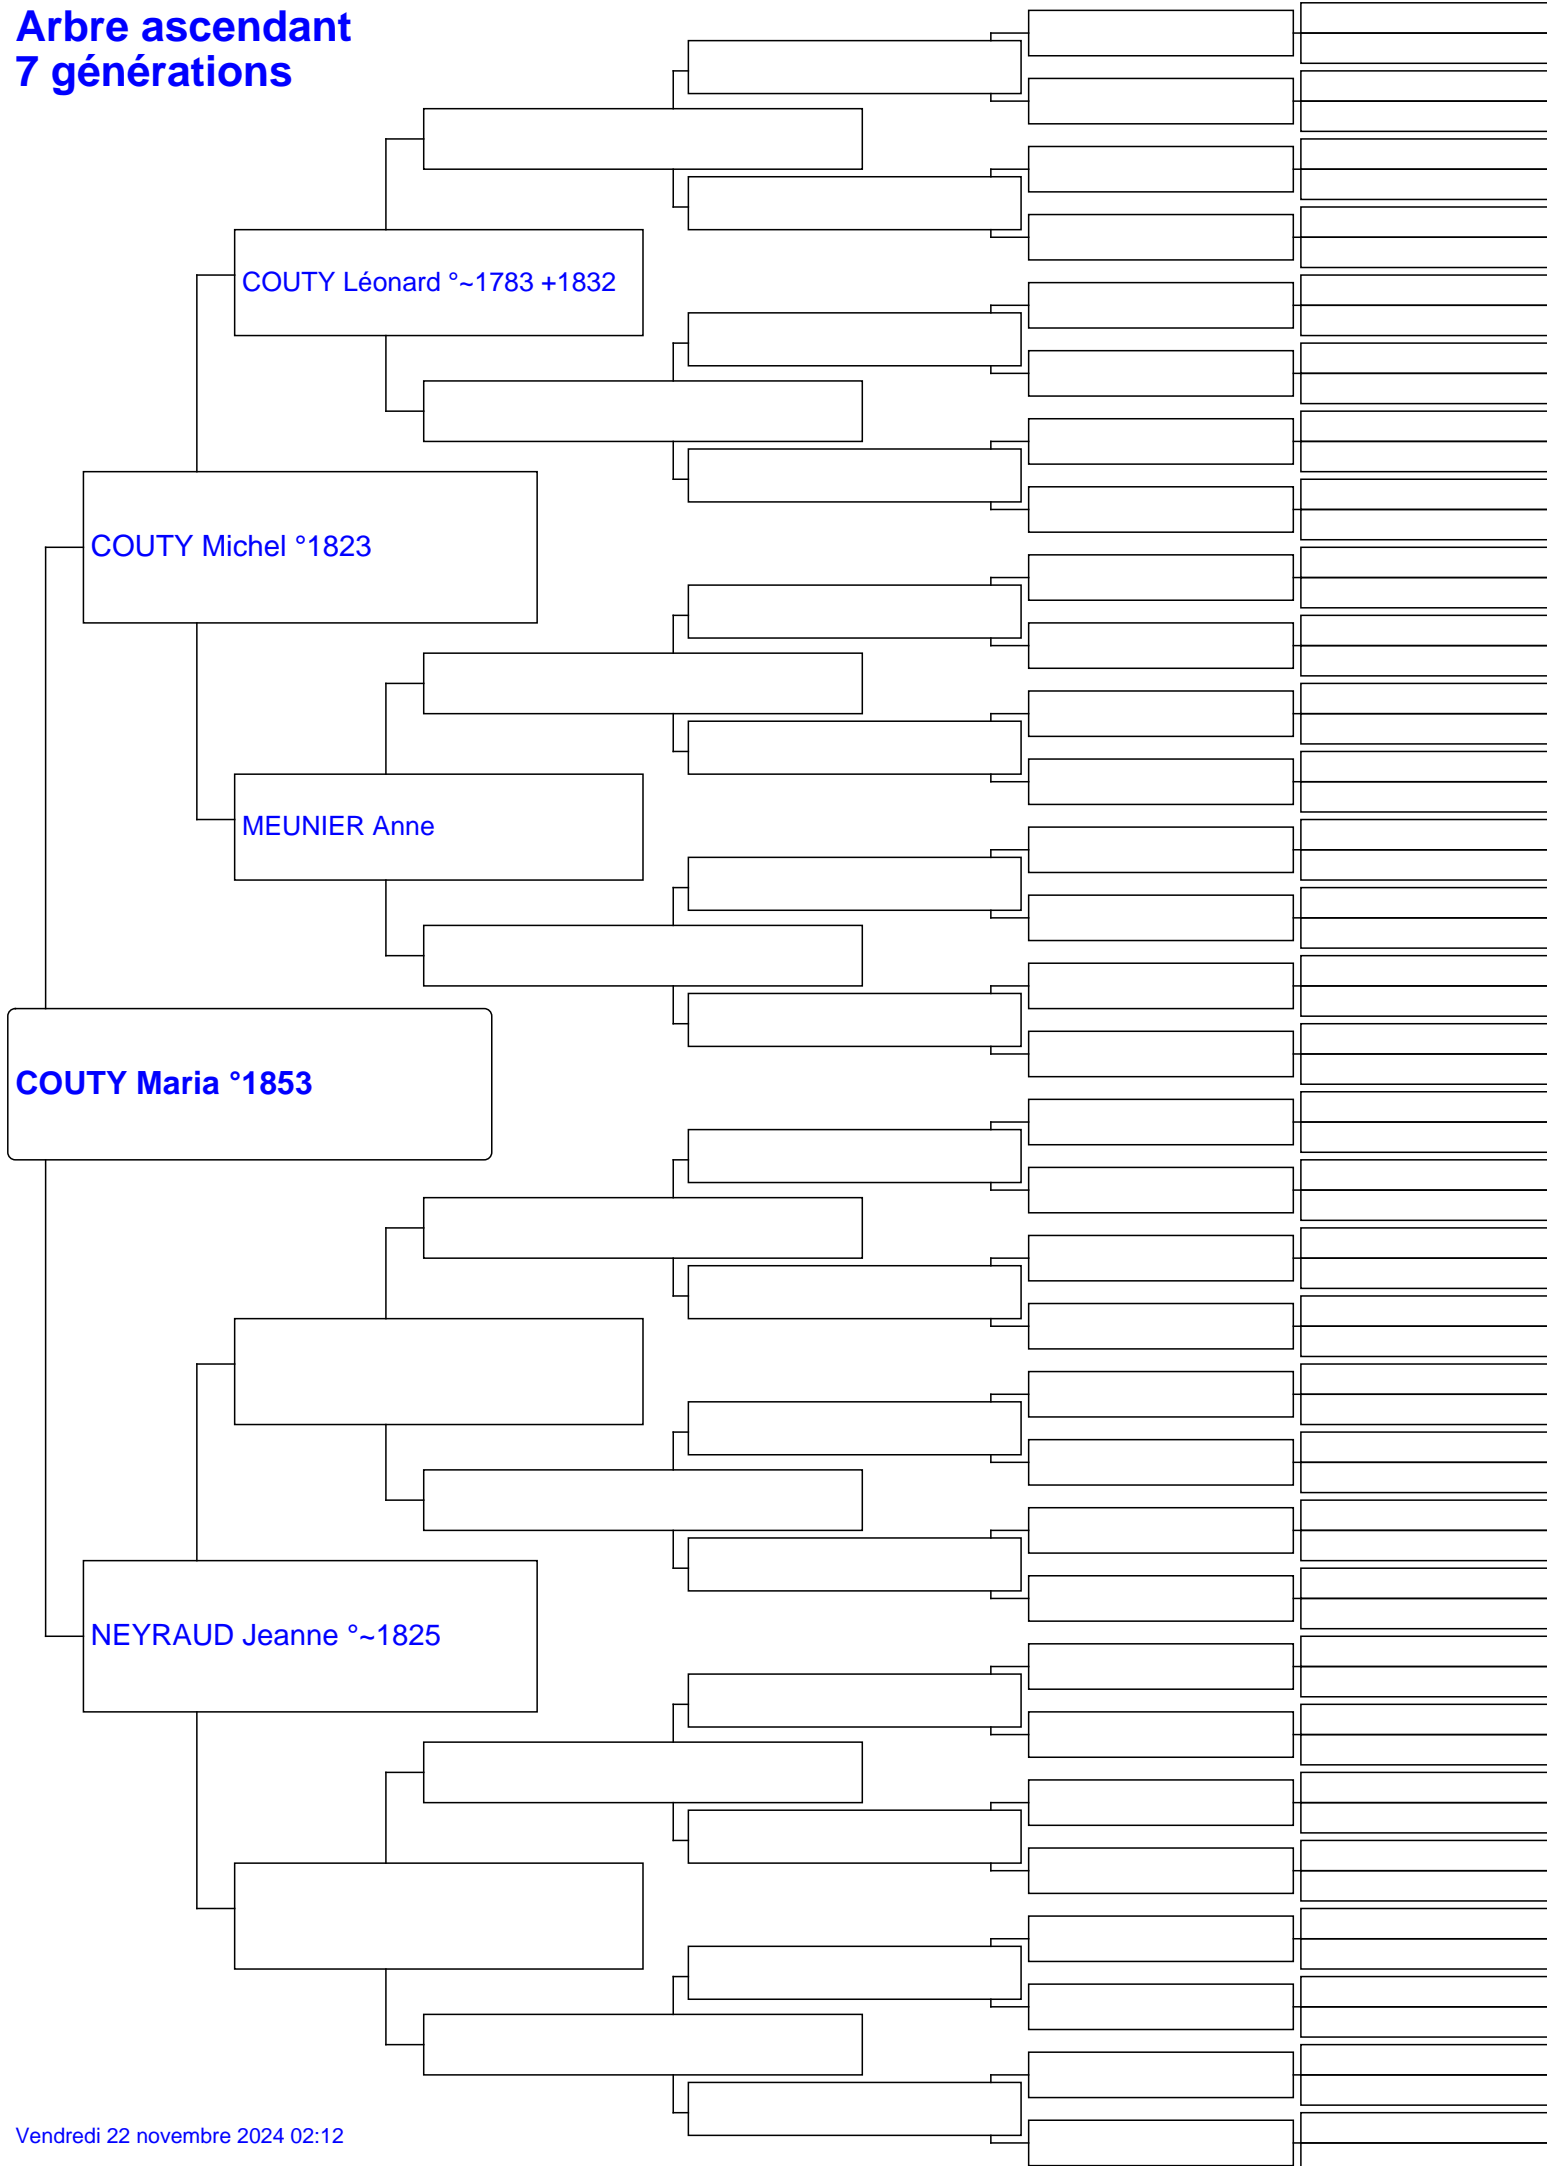 Arbre ascendant
7 générations
COUTY Léonard °~1783 +1832
COUTY Michel °1823
MEUNIER Anne
COUTY Maria °1853
NEYRAUD Jeanne °~1825
Vendredi 22 novembre 2024 02:12